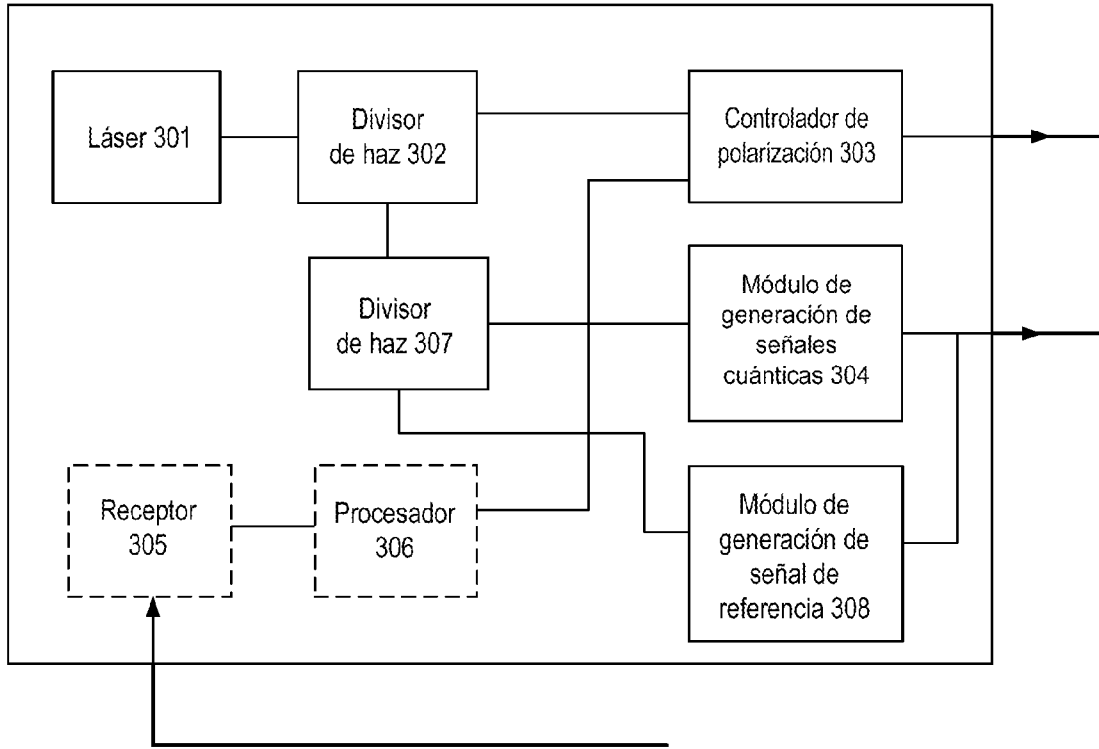 Láser 301
Divisor
de haz 302
Controlador de
polarización 303
Divisor
de haz 307
Módulo de
generación de
señales
cuánticas 304
Receptor
305
Procesador
306
Módulo de
generación de
señal de
referencia 308